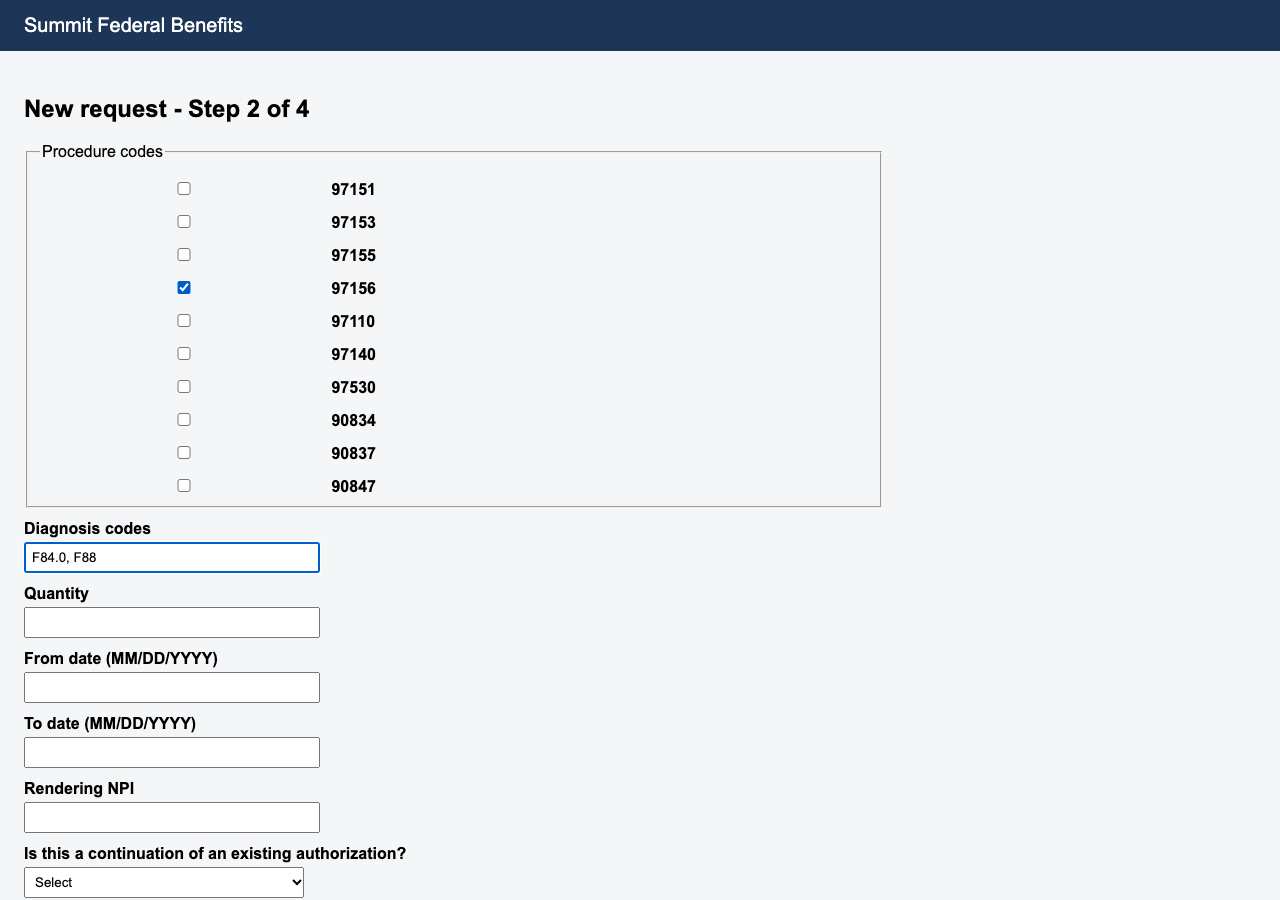 Summit Federal Benefits
New request - Step 2 of 4
Procedure codes
97151
97153
97155
97156
97110
97140
97530
90834
90837
90847
Diagnosis codes
F84.0, F88
Quantity
From date (MM/DD/YYYY)
To date (MM/DD/YYYY)
Rendering NPI
Is this a continuation of an existing authorization?
Select